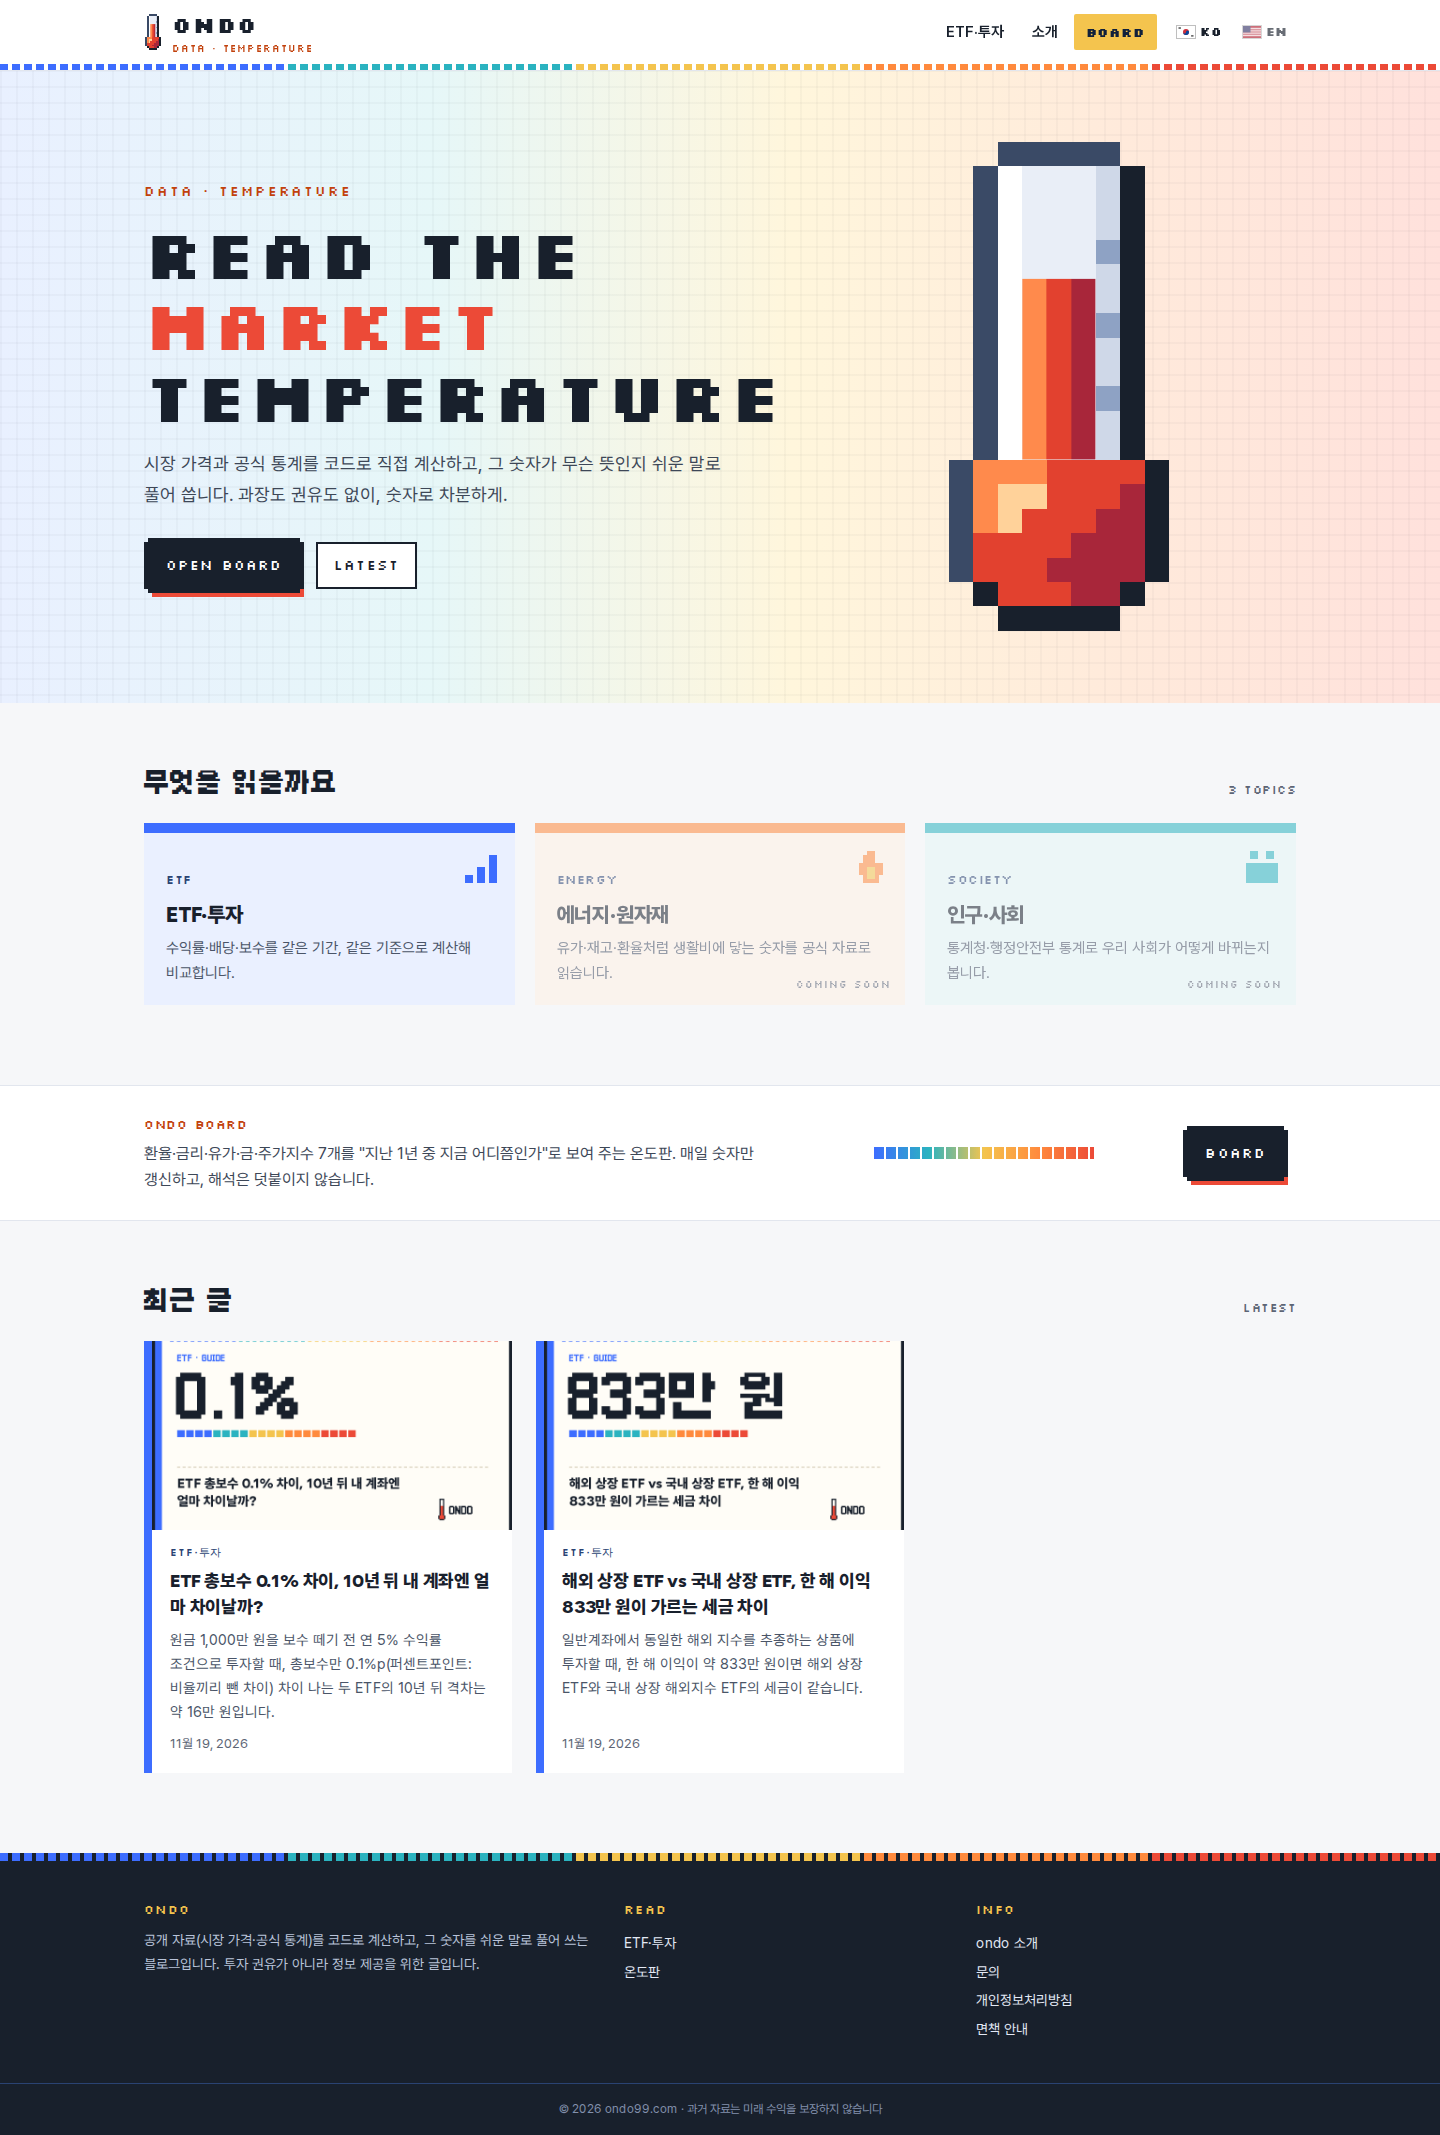 ONDO
DATA · TEMPERATURE
ETF·투자
소개
BOARD
KO
EN
DATA · TEMPERATURE
READ THE
MARKET
TEMPERATURE
시장 가격과 공식 통계를 코드로 직접 계산하고, 그 숫자가 무슨 뜻인지 쉬운 말로
풀어 씁니다. 과장도 권유도 없이, 숫자로 차분하게.
OPEN BOARD
LATEST
무엇을 읽을까요
3 TOPICS
ETF
ETF·투자
수익률·배당·보수를 같은 기간, 같은 기준으로 계산해
비교합니다.
ENERGY
에너지·원자재
유가·재고·환율처럼 생활비에 닿는 숫자를 공식 자료로
읽습니다.
COMING SOON
SOCIETY
인구·사회
통계청·행정안전부 통계로 우리 사회가 어떻게 바뀌는지
봅니다.
COMING SOON
ONDO BOARD
환율·금리·유가·금·주가지수 7개를 "지난 1년 중 지금 어디쯤인가"로 보여 주는 온도판. 매일 숫자만
갱신하고, 해석은 덧붙이지 않습니다.
BOARD
최근 글
LATEST
ETF · GUIDE
0.1%
ETF 총보수 0.1% 차이, 10년 뒤 내 계좌엔
얼마 차이날까?
ONDO
ETF·투자
ETF 총보수 0.1% 차이, 10년 뒤 내 계좌엔 얼
마 차이날까?
원금 1,000만 원을 보수 떼기 전 연 5% 수익률
조건으로 투자할 때, 총보수만 0.1%p(퍼센트포인트:
비율끼리 뺀 차이) 차이 나는 두 ETF의 10년 뒤 격차는
약 16만 원입니다.
11월 19, 2026
ETF · GUIDE
833만 원
해외 상장 ETF vs 국내 상장 ETF, 한 해 이익
833만 원이 가르는 세금 차이
ONDO
ETF·투자
해외 상장 ETF vs 국내 상장 ETF, 한 해 이익
833만 원이 가르는 세금 차이
일반계좌에서 동일한 해외 지수를 추종하는 상품에
투자할 때, 한 해 이익이 약 833만 원이면 해외 상장
ETF와 국내 상장 해외지수 ETF의 세금이 같습니다.
11월 19, 2026
ONDO
공개 자료(시장 가격·공식 통계)를 코드로 계산하고, 그 숫자를 쉬운 말로 풀어 쓰는
블로그입니다. 투자 권유가 아니라 정보 제공을 위한 글입니다.
READ
ETF·투자
온도판
INFO
ondo 소개
문의
개인정보처리방침
면책 안내
© 2026 ondo99.com · 과거 자료는 미래 수익을 보장하지 않습니다